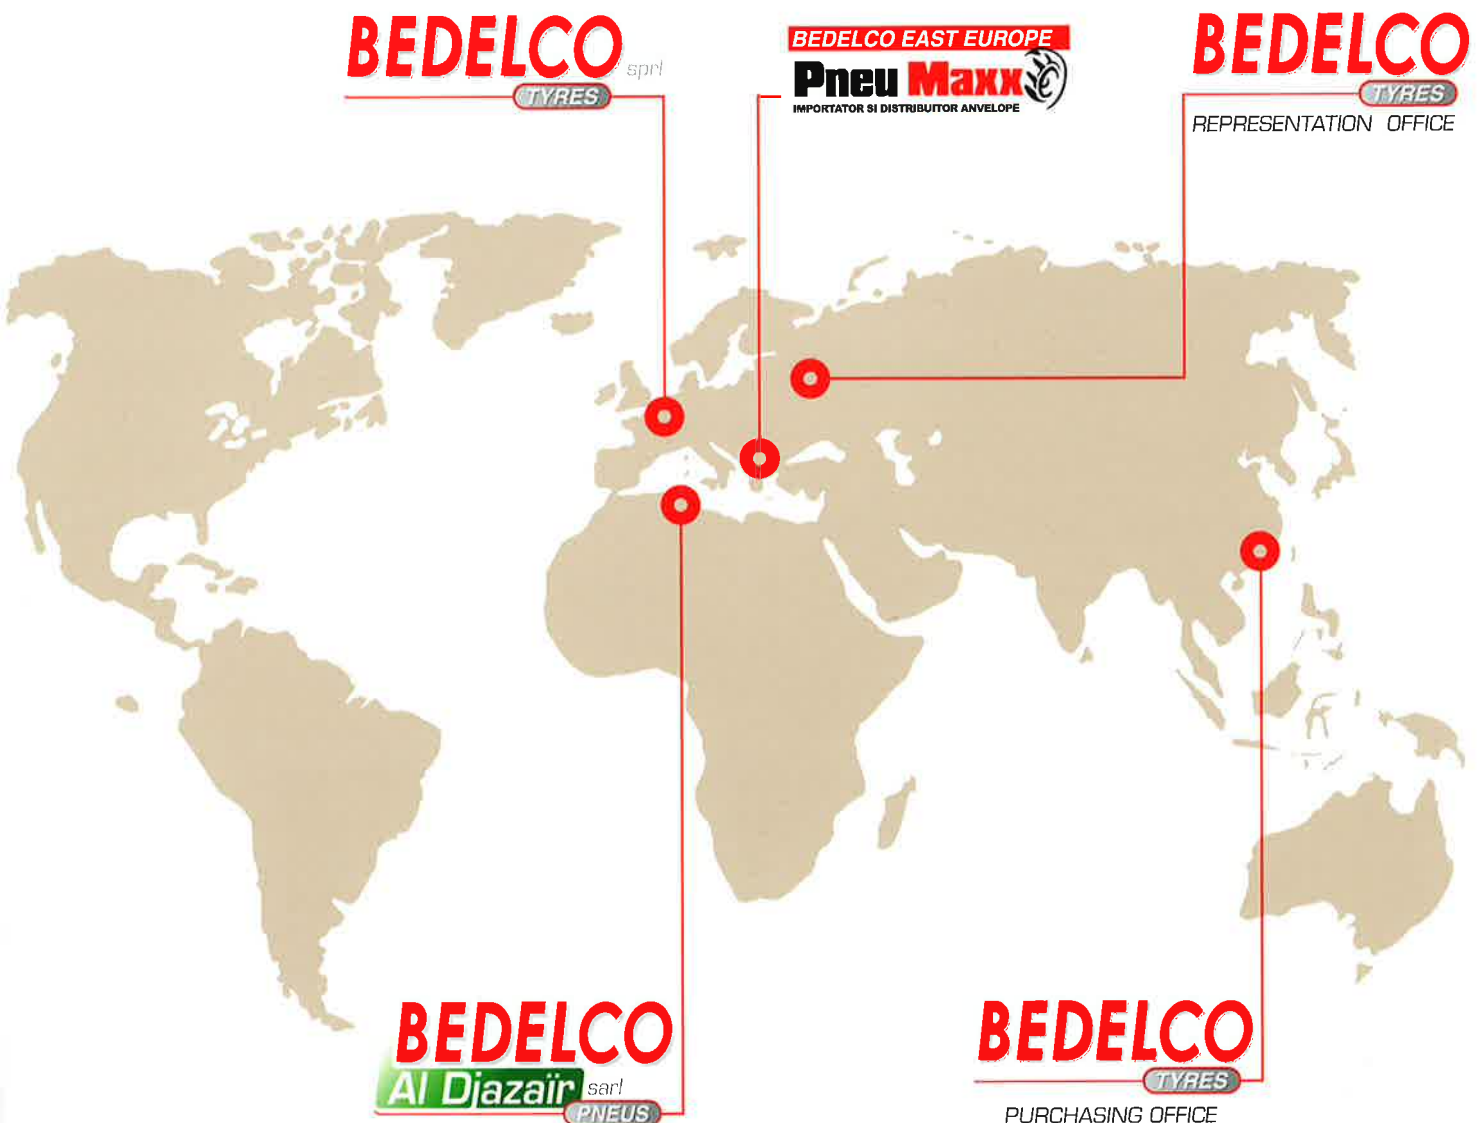 BEDELCO sprl
TYRES
BEDELCO EAST EUROPE
Pneu Maxx
IMPORTATOR SI DISTRIBUITOR ANVELOPE
BEDELCO
TYRES
REPRESENTATION OFFICE
BEDELCO
Al Djazaïr sarl
PNEUS
BEDELCO
TYRES
PURCHASING OFFICE